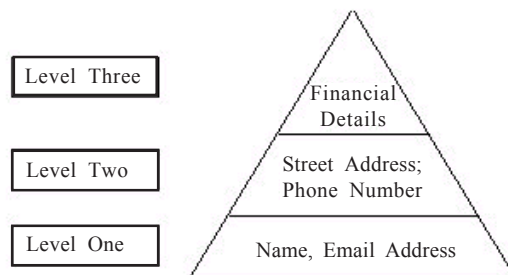 Level Three
Financial
Details
Level Two
Street Address;
Phone Number
Level One
Name, Email Address